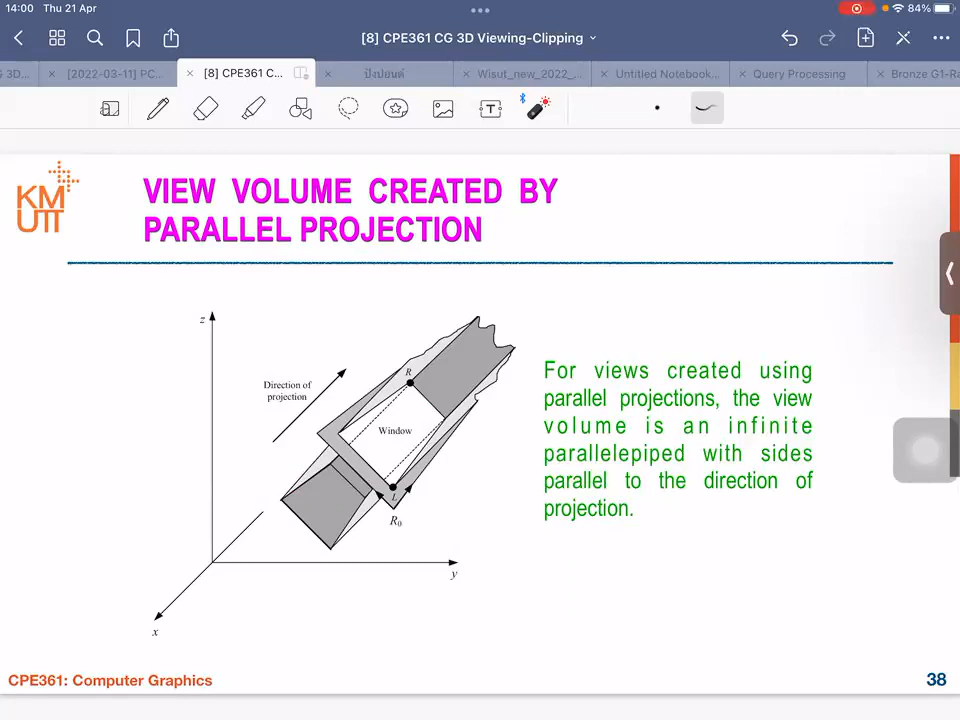 14:00 Thu 21 Apr
84%
[8] CPE361 CG 3D Viewing-Clipping
G 3D...
[2022-03-11] PC...
[8] CPE361 C...
ปังปอนด์
Wisut_new_2022_...
Untitled Notebook...
Query Processing
Bronze G1-Ra
T
KM
UTT
VIEW VOLUME CREATED BY
PARALLEL PROJECTION
z
Direction of
projection
R
Window
L
R0
y
x
For views created using
parallel projections, the view
volume is an infinite
parallelepiped with sides
parallel to the direction of
projection.
CPE361: Computer Graphics
38